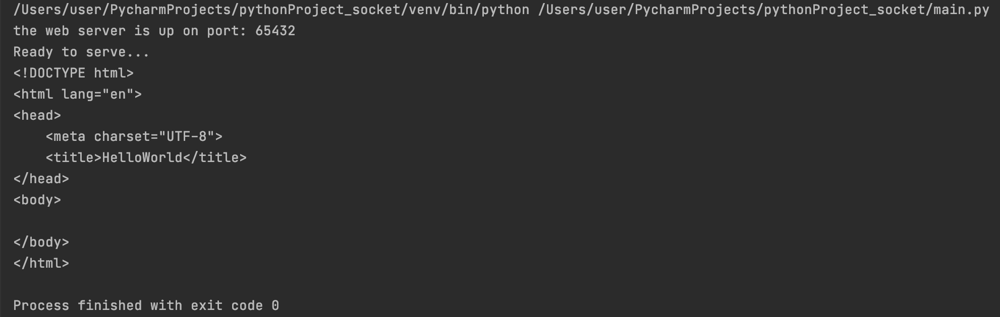 /Users/user/PycharmProjects/pythonProject_socket/venv/bin/python /Users/user/PycharmProjects/pythonProject_socket/main.py
the web server is up on port: 65432
Ready to serve...
<!DOCTYPE html>
<html lang="en">
<head>
    <meta charset="UTF-8">
    <title>HelloWorld</title>
</head>
<body>

</body>
</html>

Process finished with exit code 0